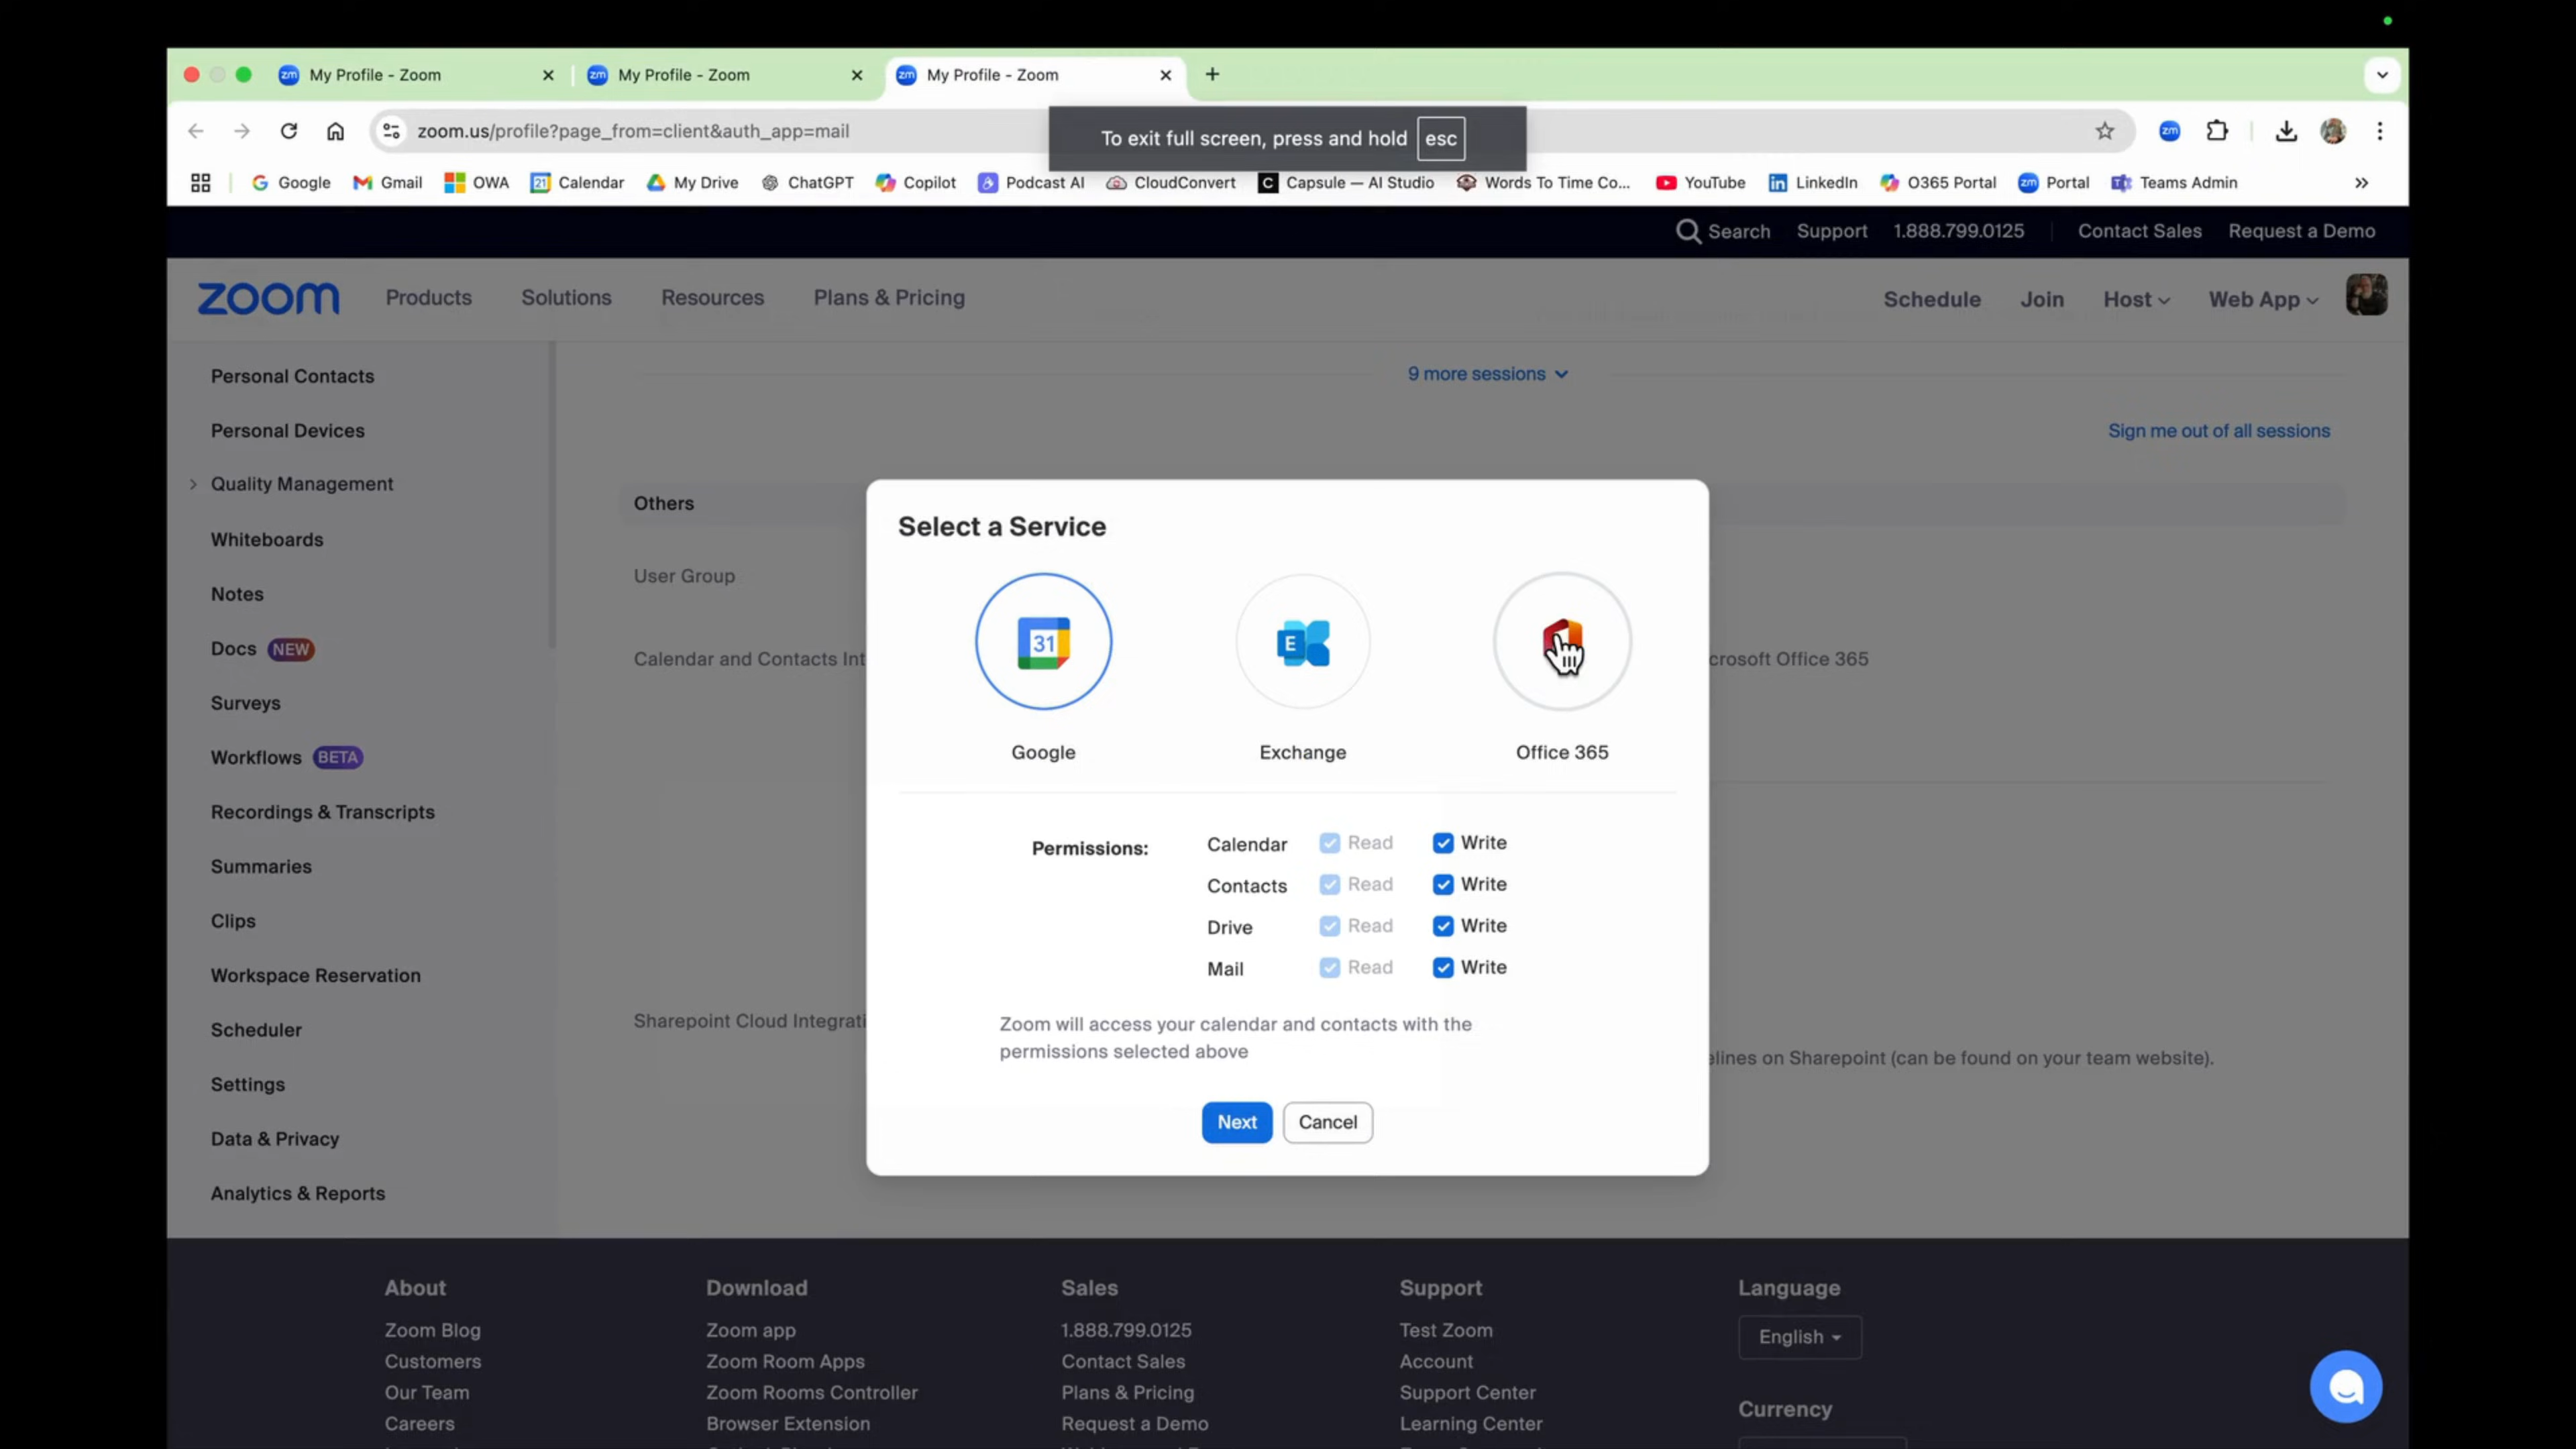 My Profile - Zoom
My Profile - Zoom
My Profile - Zoom
zoom.us/profile?page_from=client&auth_app=mail
To exit full screen, press and hold esc
Google Gmail OWA Calendar My Drive ChatGPT Copilot Podcast AI CloudConvert Capsule — AI Studio Words To Time Co... YouTube LinkedIn O365 Portal Portal Teams Admin
Search Support 1.888.799.0125 Contact Sales Request a Demo
zoom Products Solutions Resources Plans & Pricing Schedule Join Host Web App
Personal Contacts
Personal Devices
Quality Management
Whiteboards
Notes
Docs NEW
Surveys
Workflows BETA
Recordings & Transcripts
Summaries
Clips
Workspace Reservation
Scheduler
Settings
Data & Privacy
Analytics & Reports
9 more sessions
Sign me out of all sessions
Others
User Group
Calendar and Contacts Int
crosoft Office 365
Sharepoint Cloud Integrati
elines on Sharepoint (can be found on your team website).
Select a Service
31
E
Google
Exchange
Office 365
Permissions:
Calendar Read Write
Contacts Read Write
Drive Read Write
Mail Read Write
Zoom will access your calendar and contacts with the
permissions selected above
Next Cancel
About
Zoom Blog
Customers
Our Team
Careers
Download
Zoom app
Zoom Room Apps
Zoom Rooms Controller
Browser Extension
Sales
1.888.799.0125
Contact Sales
Plans & Pricing
Request a Demo
Support
Test Zoom
Account
Support Center
Learning Center
Language
English
Currency